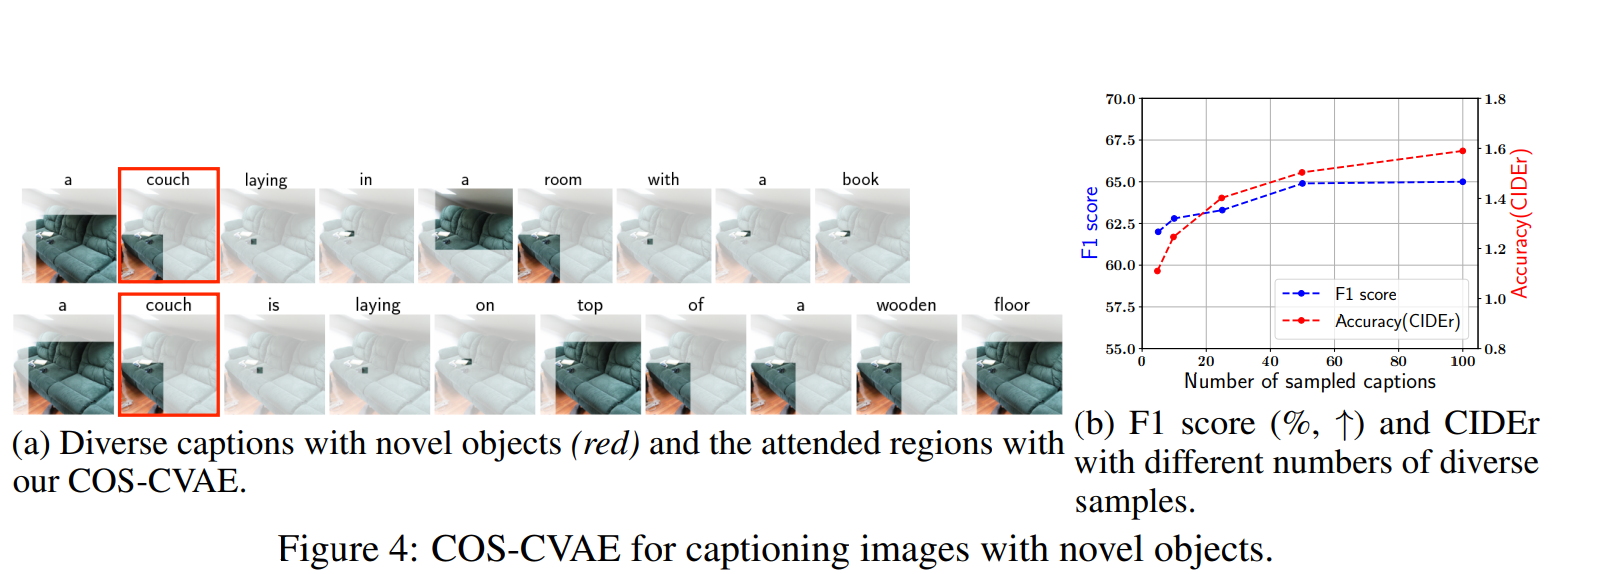 a couch laying in a room with a book
a couch is laying on top of a wooden floor
(a) Diverse captions with novel objects (red) and the attended regions with
our COS-CVAE.
70.0
67.5
65.0
62.5
60.0
57.5
55.0
F1 score
1.8
1.6
1.4
1.2
1.0
0.8
Accuracy(CIDEr)
F1 score
Accuracy(CIDEr)
0 20 40 60 80 100
Number of sampled captions
(b) F1 score (%, ↑) and CIDEr
with different numbers of diverse
samples.
Figure 4: COS-CVAE for captioning images with novel objects.